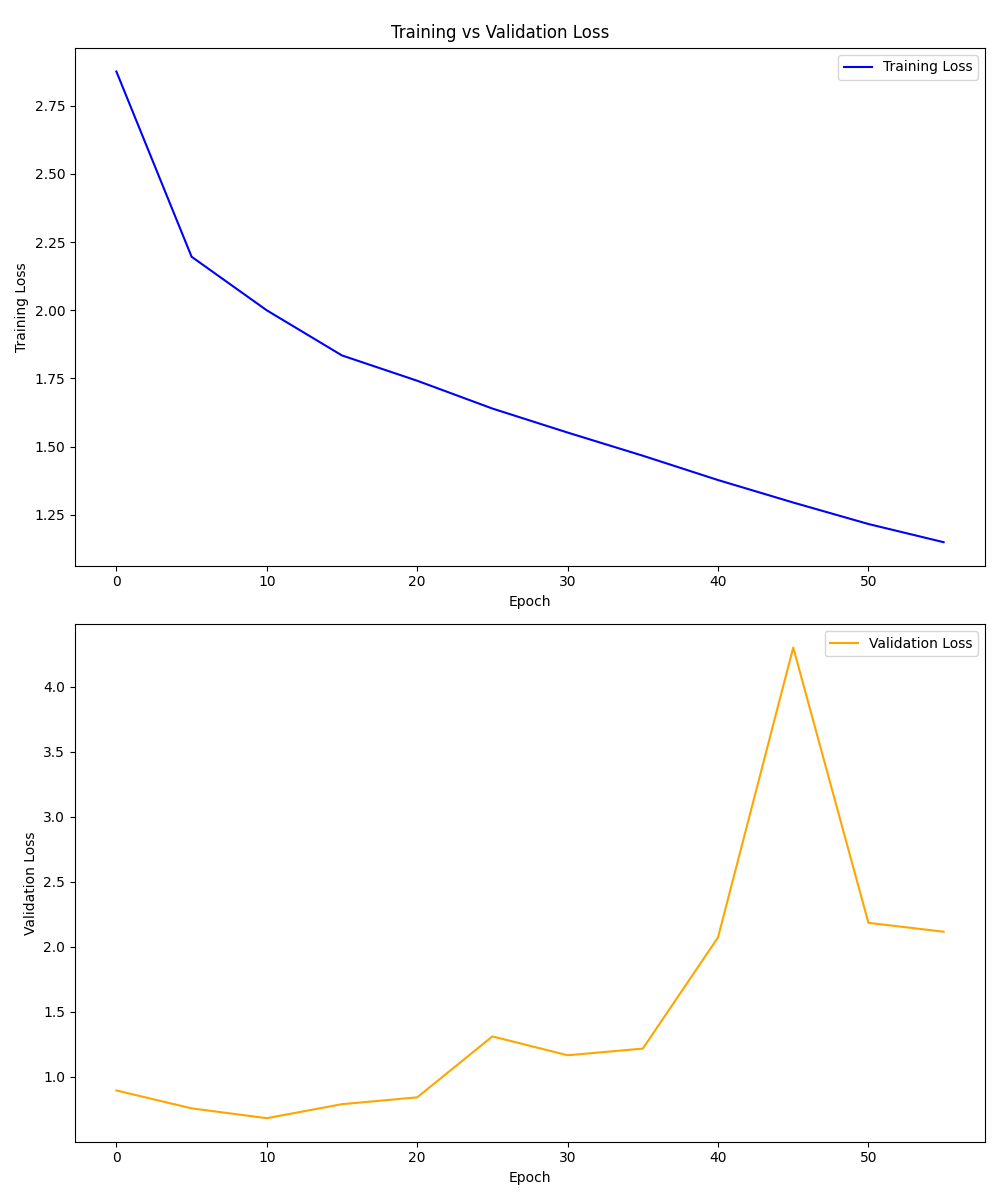 Training vs Validation Loss
Training Loss
2.75
2.50
2.25
2.00
1.75
1.50
1.25
Training Loss
0 10 20 30 40 50
Epoch
Validation Loss
4.0
3.5
3.0
2.5
2.0
1.5
1.0
Validation Loss
0 10 20 30 40 50
Epoch